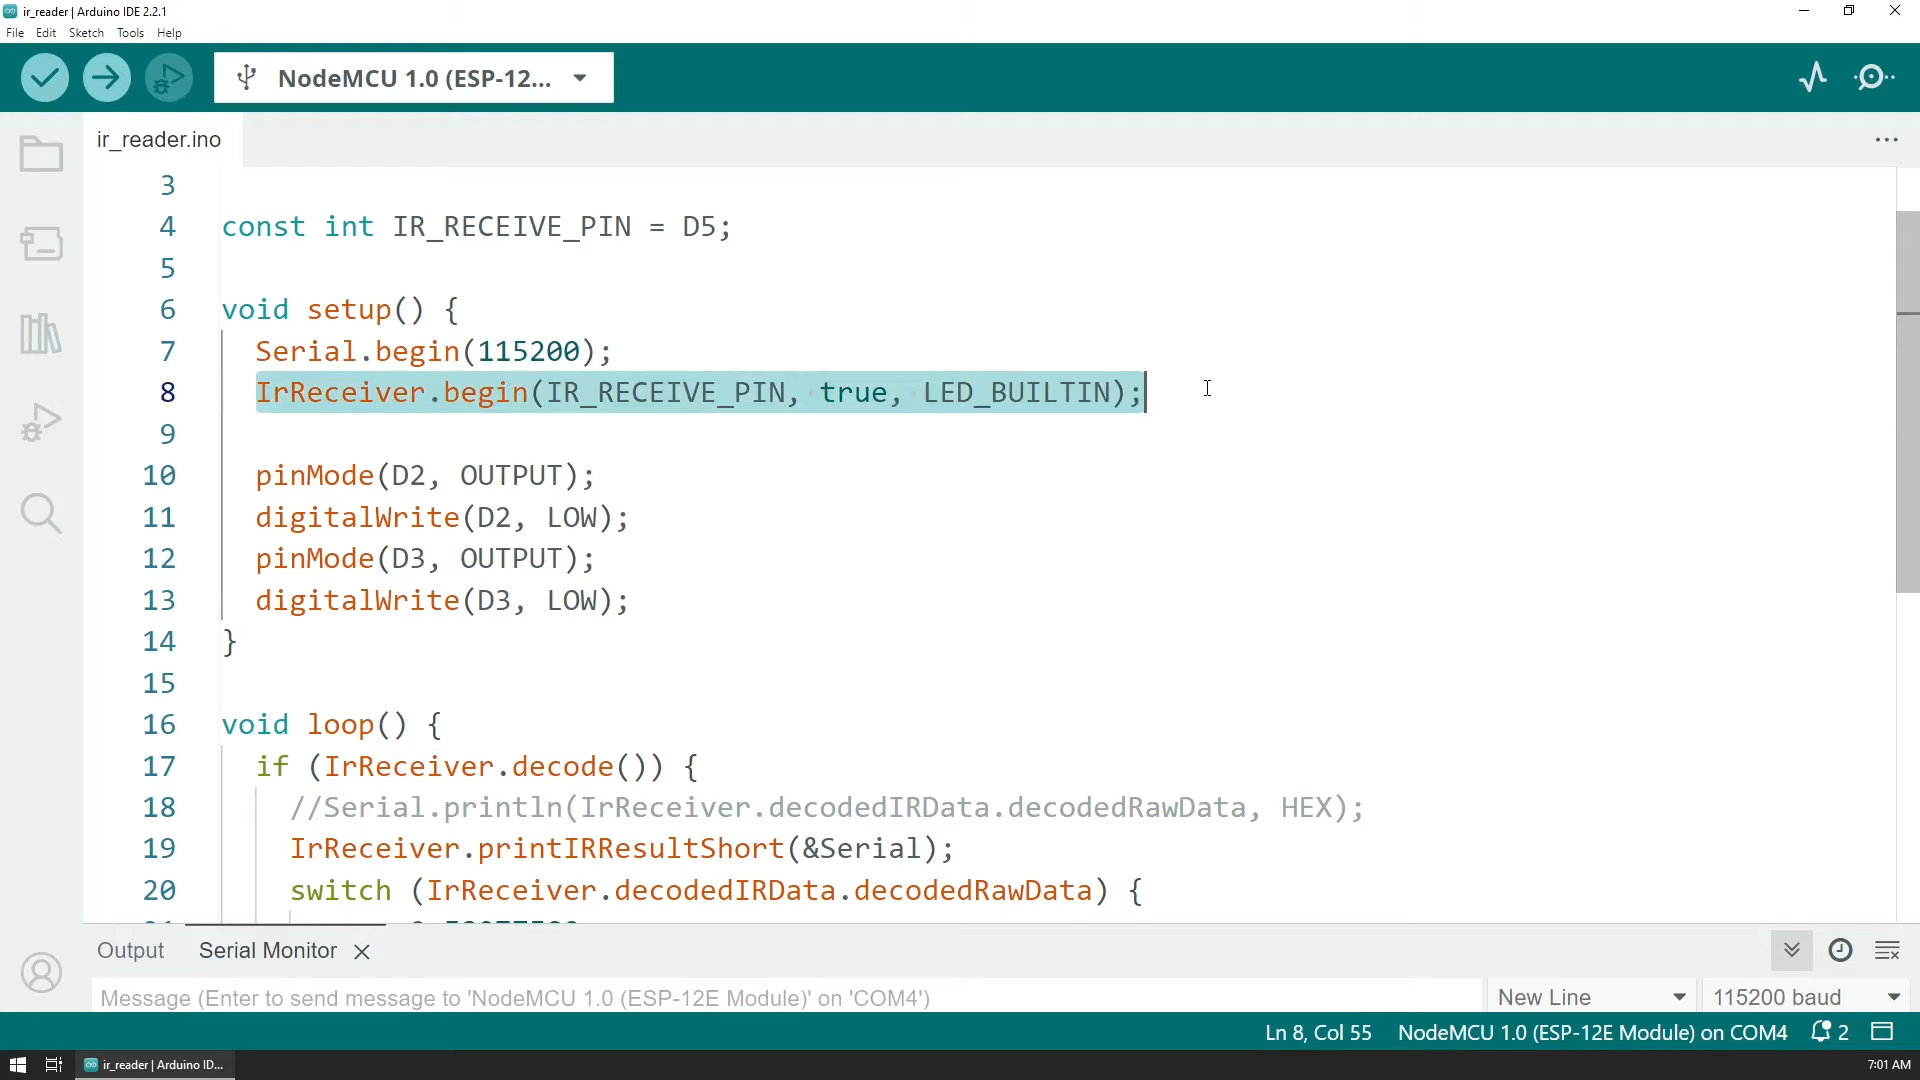 ir_reader | Arduino IDE 2.2.1
File Edit Sketch Tools Help
NodeMCU 1.0 (ESP-12...
ir_reader.ino
3
4 const int IR_RECEIVE_PIN = D5;
5
6 void setup() {
7 Serial.begin(115200);
8 IrReceiver.begin(IR_RECEIVE_PIN, true, LED_BUILTIN);
9
10 pinMode(D2, OUTPUT);
11 digitalWrite(D2, LOW);
12 pinMode(D3, OUTPUT);
13 digitalWrite(D3, LOW);
14 }
15
16 void loop() {
17 if (IrReceiver.decode()) {
18 //Serial.println(IrReceiver.decodedIRData.decodedRawData, HEX);
19 IrReceiver.printIRResultShort(&Serial);
20 switch (IrReceiver.decodedIRData.decodedRawData) {
Output Serial Monitor
Message (Enter to send message to 'NodeMCU 1.0 (ESP-12E Module)' on 'COM4')
New Line 115200 baud
Ln 8, Col 55 NodeMCU 1.0 (ESP-12E Module) on COM4 2
ir_reader | Arduino ID... 7:01 AM